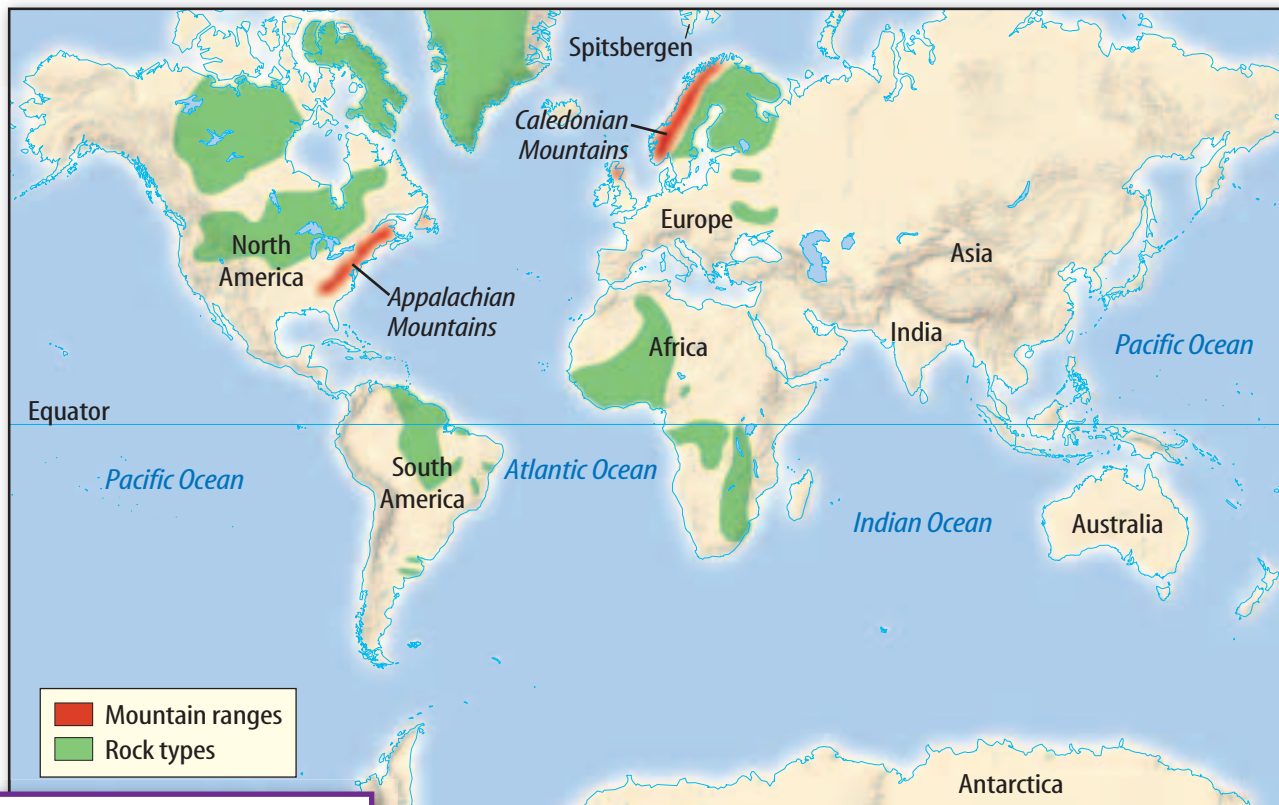 Spitsbergen
Caledonian
Mountains
Europe
Asia
North
America
Appalachian
Mountains
Africa
India
Pacific Ocean
Equator
South
America
Pacific Ocean
Atlantic Ocean
Indian Ocean
Australia
Mountain ranges
Rock types
Antarctica